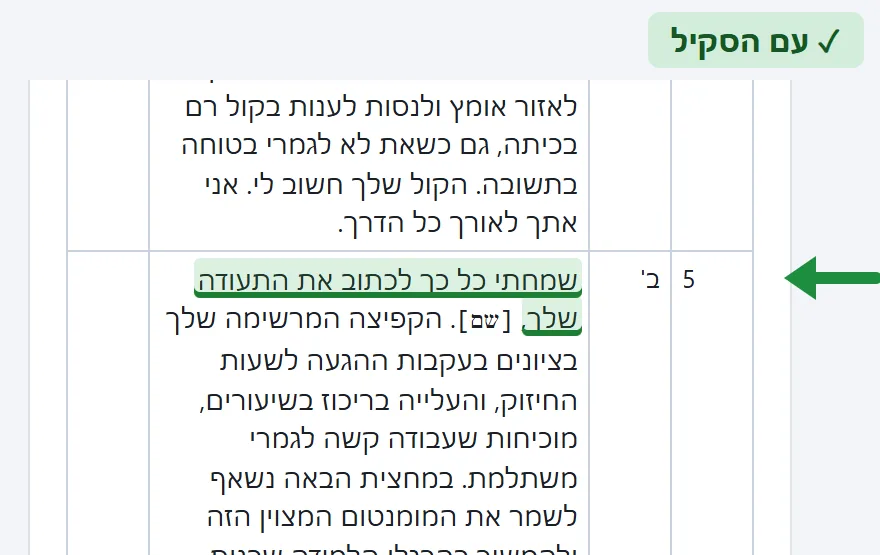 ✓ עם הסקיל
לאזור אומץ ולנסות לענות בקול רם
בכיתה, גם כשאת לא לגמרי בטוחה
בתשובה. הקול שלך חשוב לי. אני
אתך לאורך כל הדרך.
5 ב' שמחתי כל כך לכתוב את התעודה
שלך, [שם]. הקפיצה המרשימה שלך
בציונים בעקבות ההגעה לשעות
החיזוק, והעלייה בריכוז בשיעורים,
מוכיחות שעבודה קשה לגמרי
משתלמת. במחצית הבאה נשאף
לשמר את המומנטום המצוין הזה